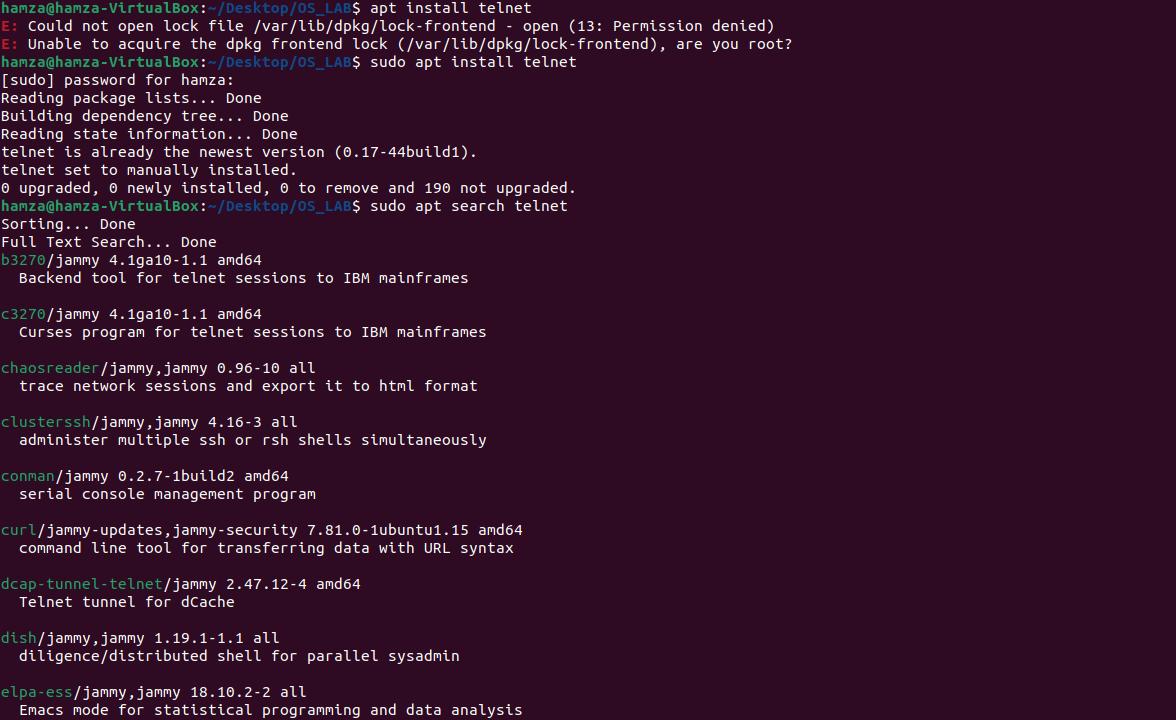 hamza@hamza-VirtualBox:~/Desktop/OS_LAB$ apt install telnet
E: Could not open lock file /var/lib/dpkg/lock-frontend - open (13: Permission denied)
E: Unable to acquire the dpkg frontend lock (/var/lib/dpkg/lock-frontend), are you root?
hamza@hamza-VirtualBox:~/Desktop/OS_LAB$ sudo apt install telnet
[sudo] password for hamza:
Reading package lists... Done
Building dependency tree... Done
Reading state information... Done
telnet is already the newest version (0.17-44build1).
telnet set to manually installed.
0 upgraded, 0 newly installed, 0 to remove and 190 not upgraded.
hamza@hamza-VirtualBox:~/Desktop/OS_LAB$ sudo apt search telnet
Sorting... Done
Full Text Search... Done
b3270/jammy 4.1ga10-1.1 amd64
  Backend tool for telnet sessions to IBM mainframes

c3270/jammy 4.1ga10-1.1 amd64
  Curses program for telnet sessions to IBM mainframes

chaosreader/jammy,jammy 0.96-10 all
  trace network sessions and export it to html format

clusterssh/jammy,jammy 4.16-3 all
  administer multiple ssh or rsh shells simultaneously

conman/jammy 0.2.7-1build2 amd64
  serial console management program

curl/jammy-updates,jammy-security 7.81.0-1ubuntu1.15 amd64
  command line tool for transferring data with URL syntax

dcap-tunnel-telnet/jammy 2.47.12-4 amd64
  Telnet tunnel for dCache

dish/jammy,jammy 1.19.1-1.1 all
  diligence/distributed shell for parallel sysadmin

elpa-ess/jammy,jammy 18.10.2-2 all
  Emacs mode for statistical programming and data analysis